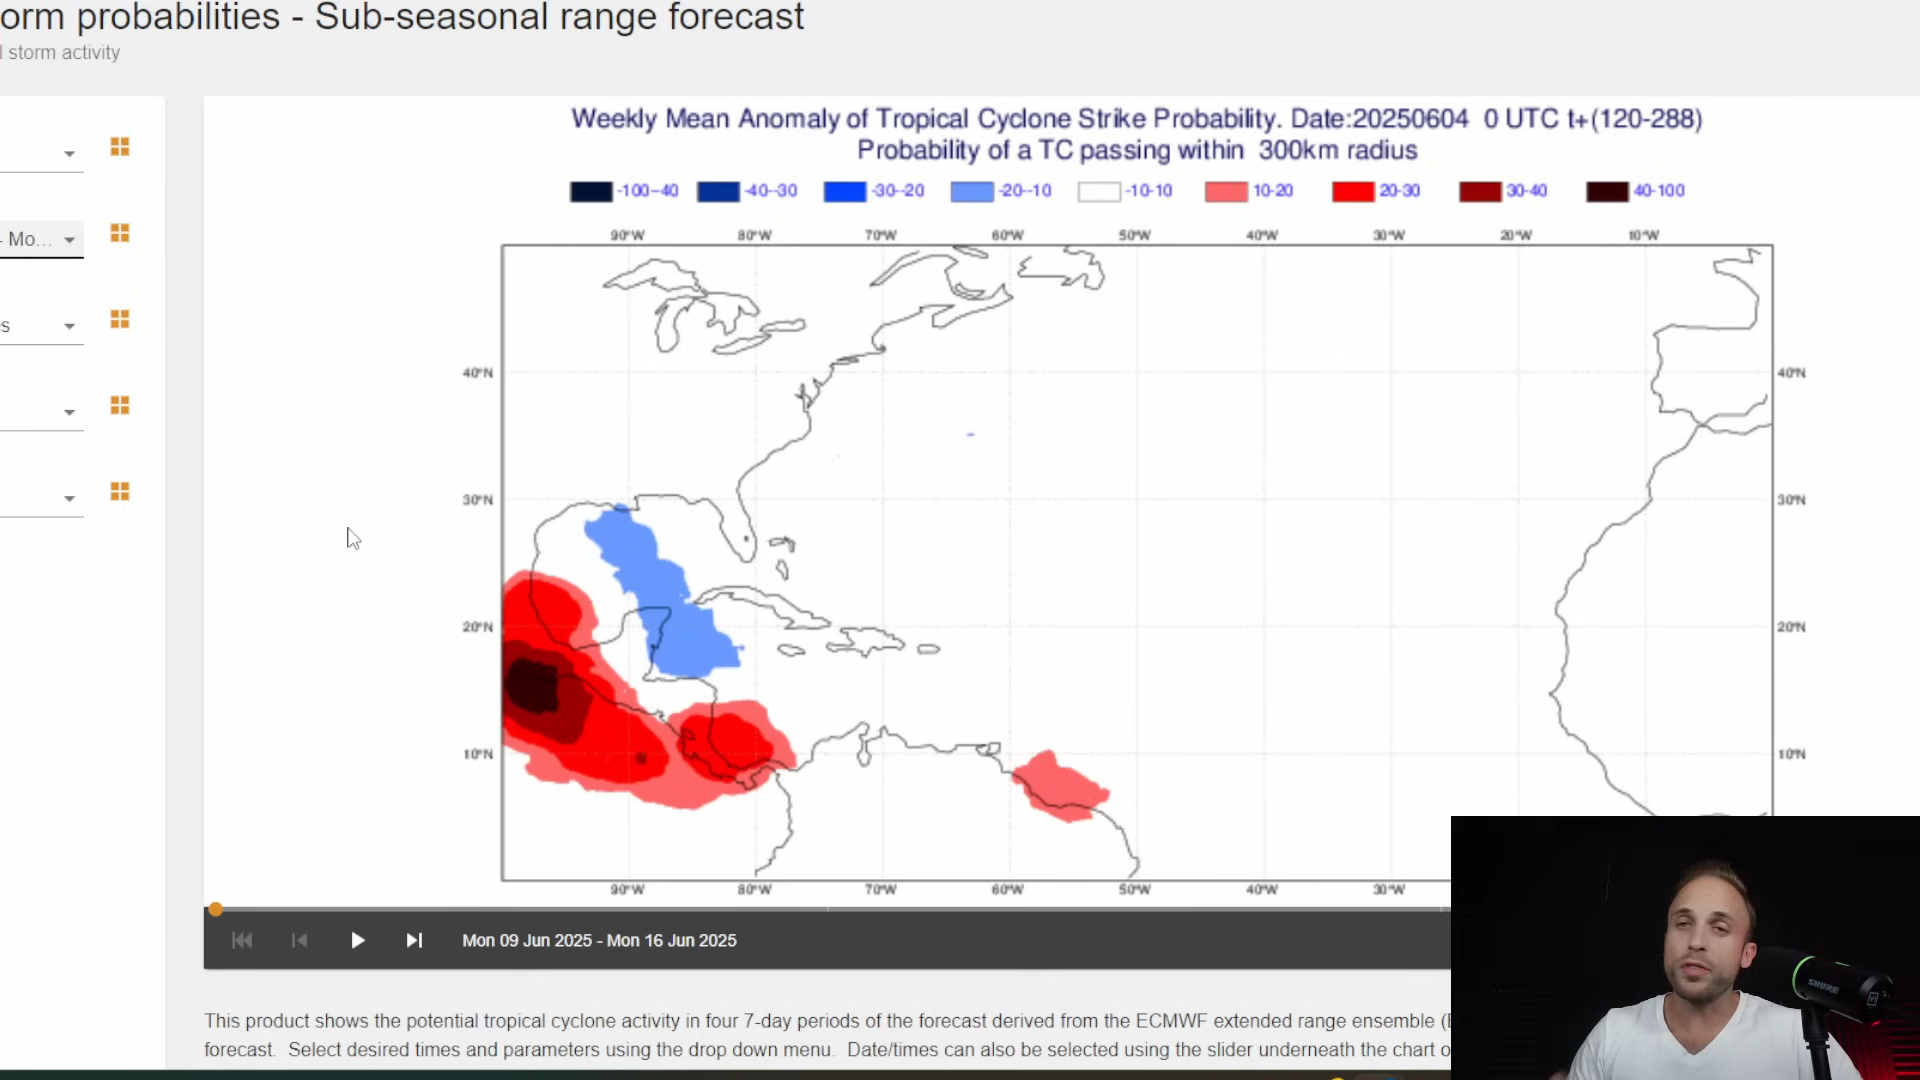 orm probabilities - Sub-seasonal range forecast
l storm activity
Weekly Mean Anomaly of Tropical Cyclone Strike Probability. Date:20250604 0 UTC t+(120-288)
Probability of a TC passing within 300km radius
-100--40 -40--30 -30--20 -20--10 -10-10 10-20 20-30 30-40 40-100
90°W 80°W 70°W 60°W 50°W 40°W 30°W 20°W 10°W
- Mo...
s
40°N 40°N
30°N 30°N
20°N 20°N
10°N 10°N
90°W 80°W 70°W 60°W 50°W 40°W 30°W
Mon 09 Jun 2025 - Mon 16 Jun 2025
This product shows the potential tropical cyclone activity in four 7-day periods of the forecast derived from the ECMWF extended range ensemble (
forecast. Select desired times and parameters using the drop down menu. Date/times can also be selected using the slider underneath the chart o
SHURE